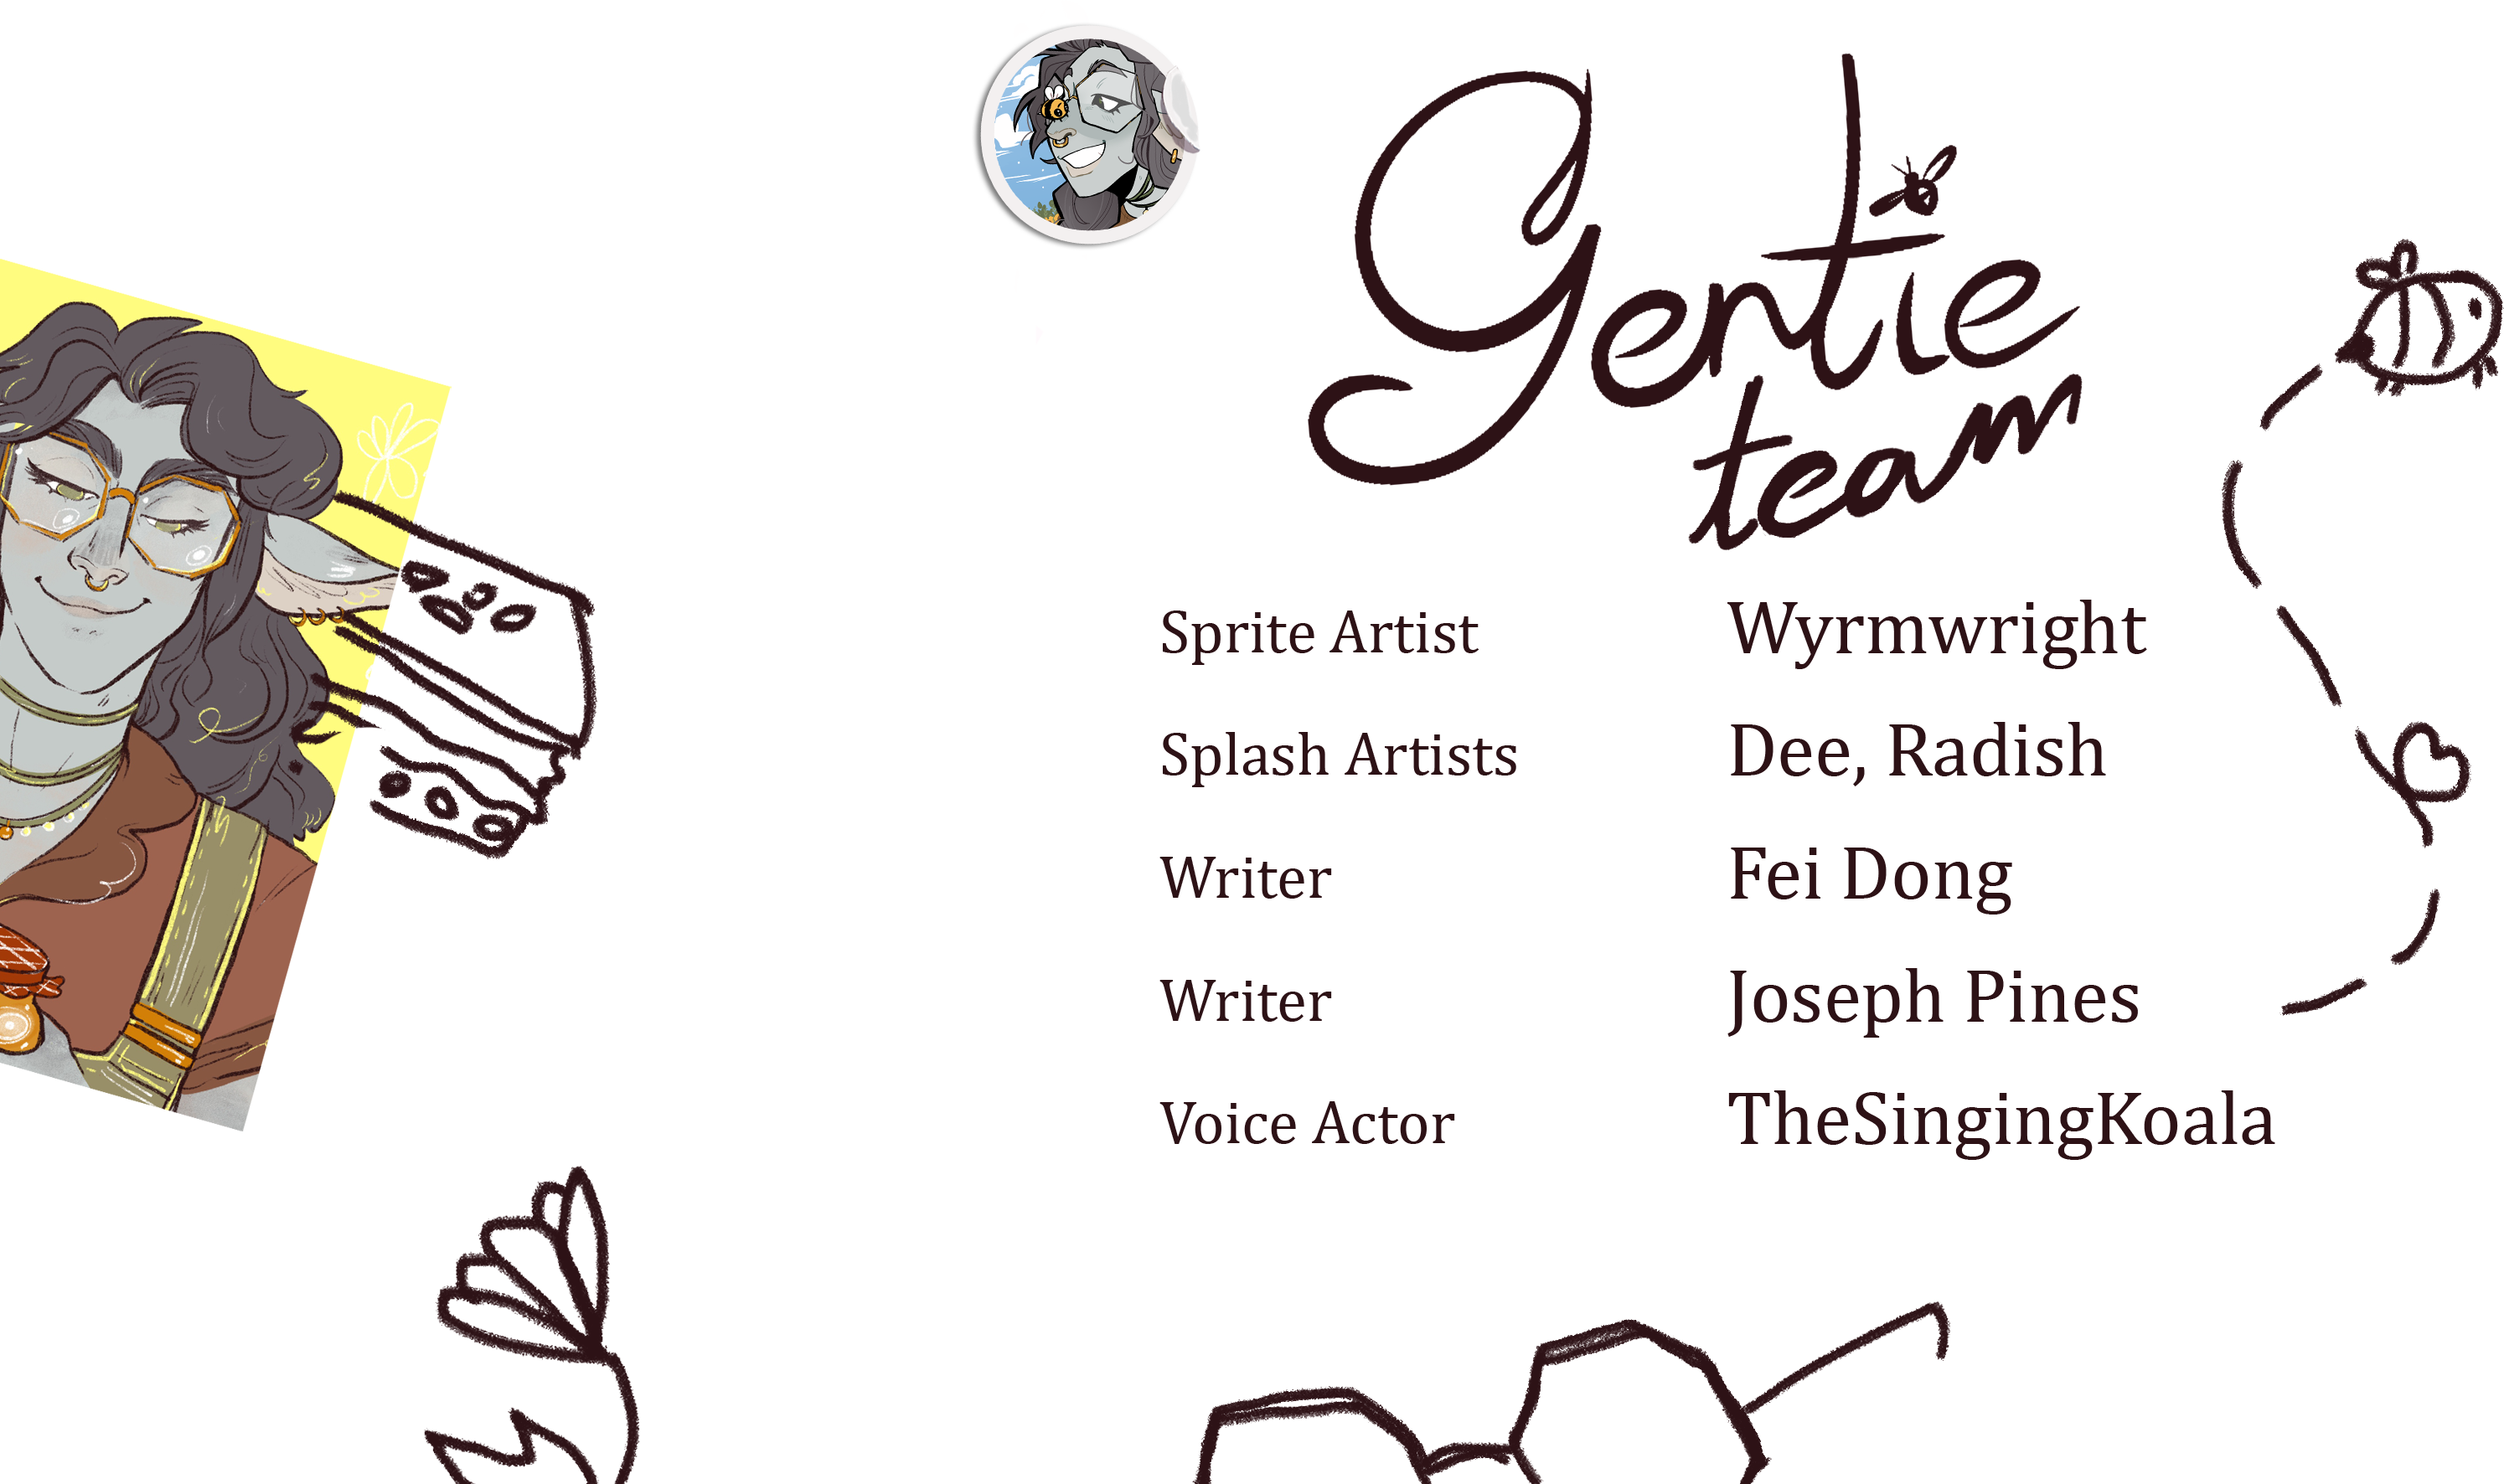 Gentie
team
Sprite Artist Wyrmwright
Splash Artists Dee, Radish
Writer Fei Dong
Writer Joseph Pines
Voice Actor TheSingingKoala